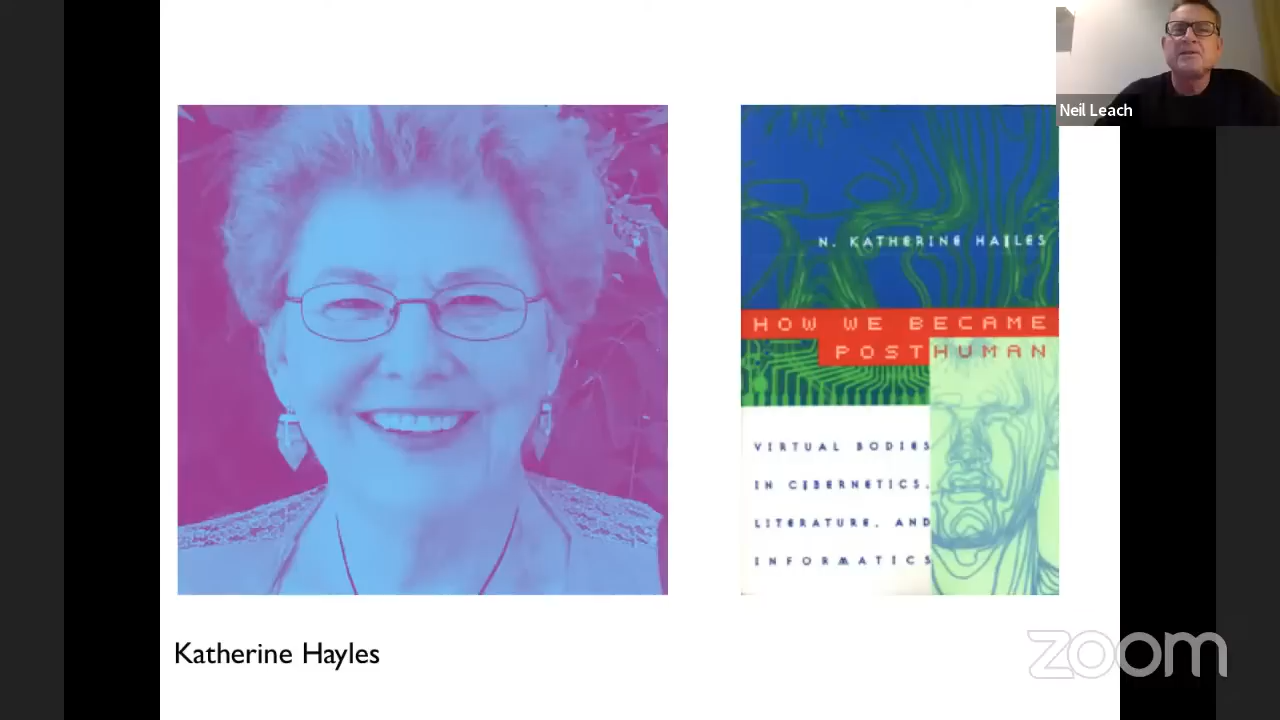 Neil Leach
N. KATHERINE HAYLES
HOW WE BECAME
POSTHUMAN
VIRTUAL BODIES
IN CYBERNETICS,
LITERATURE, AND
INFORMATICS
Katherine Hayles
zoom